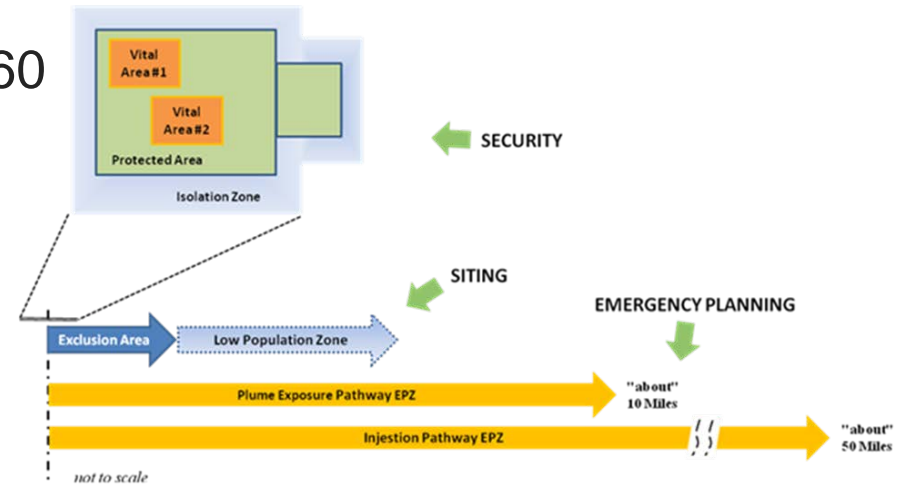 60
Vital
Area#1
Vital
Area#2
Protected Area
Isolation Zone
SECURITY
SITING
EMERGENCY PLANNING
Exclusion Area
Low Population Zone
Plume Exposure Pathway EPZ
"about"
10 Miles
Injestion Pathway EPZ
"about"
50 Miles
not to scale